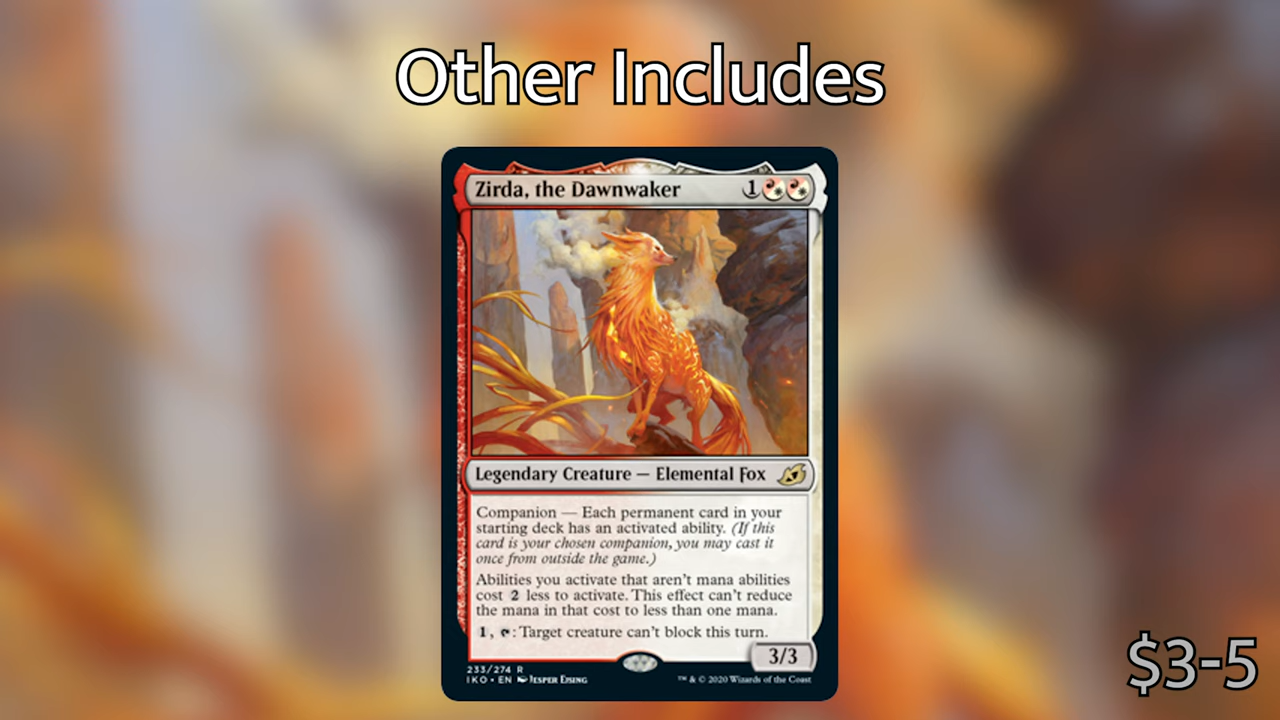 Other Includes
Zirda, the Dawnwaker 1
Legendary Creature — Elemental Fox
Companion — Each permanent card in your
starting deck has an activated ability. (If this
card is your chosen companion, you may cast it
once from outside the game.)
Abilities you activate that aren't mana abilities
cost 2 less to activate. This effect can't reduce
the mana in that cost to less than one mana.
1, : Target creature can't block this turn.
3/3
233/274 R
IKO • EN Jesper Ejsing
™ & © 2020 Wizards of the Coast
$3-5